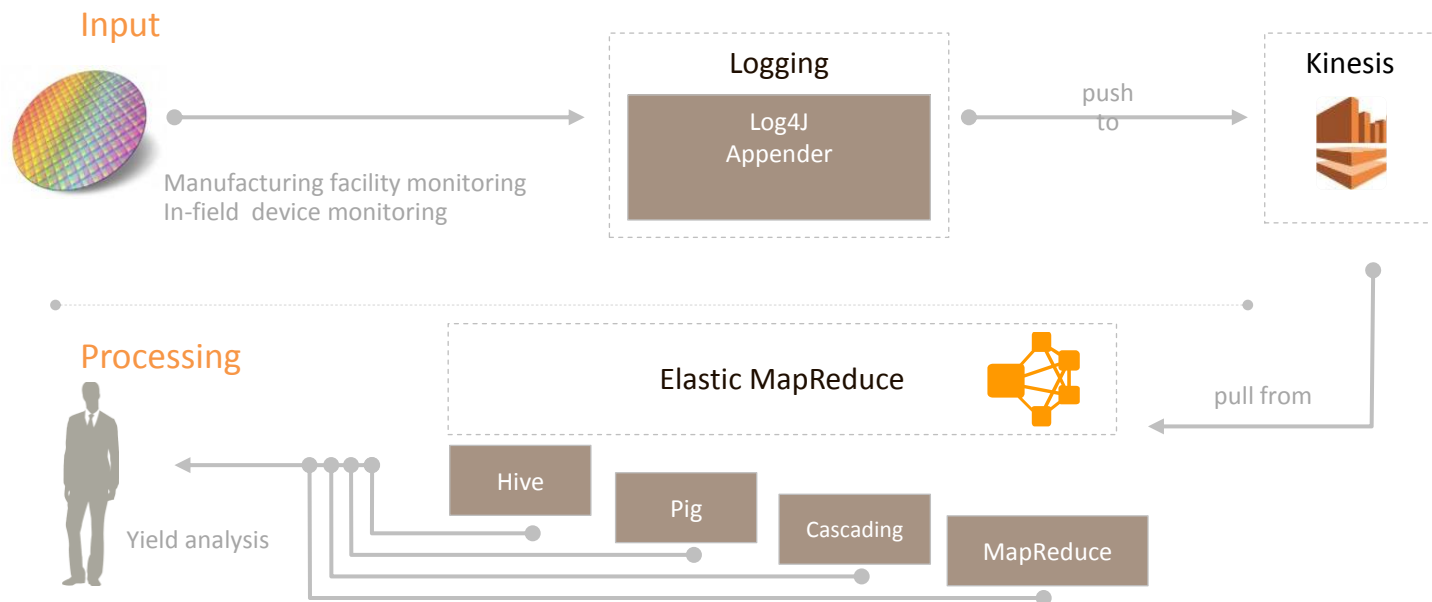 Input
Logging
Log4J
Appender
push
to
Kinesis
Manufacturing facility monitoring
In-field  device monitoring
Processing
Elastic MapReduce
pull from
Hive
Pig
Cascading
MapReduce
Yield analysis